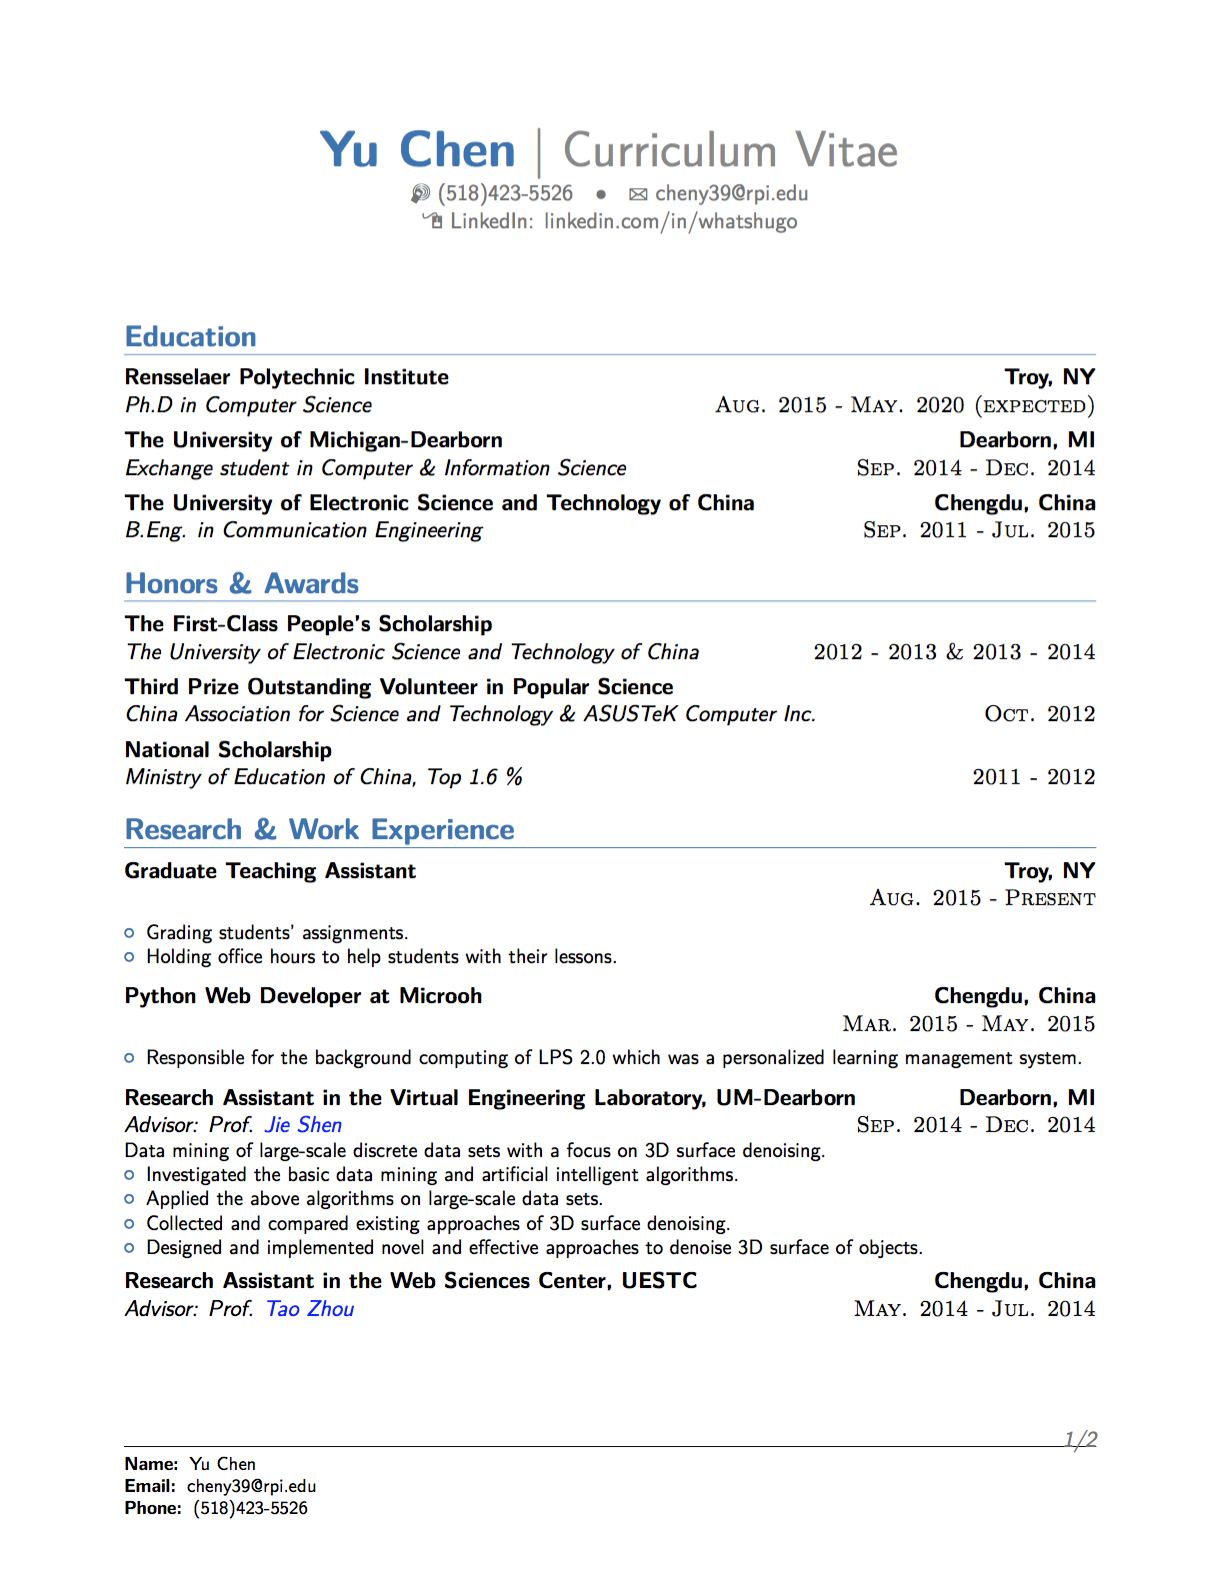 Yu Chen | Curriculum Vitae
(518)423-5526 • cheny39@rpi.edu
LinkedIn: linkedin.com/in/whatshugo
Education
Rensselaer Polytechnic Institute Troy, NY
Ph.D in Computer Science Aug. 2015 - May. 2020 (expected)
The University of Michigan-Dearborn Dearborn, MI
Exchange student in Computer & Information Science Sep. 2014 - Dec. 2014
The University of Electronic Science and Technology of China Chengdu, China
B.Eng. in Communication Engineering Sep. 2011 - Jul. 2015
Honors & Awards
The First-Class People's Scholarship
The University of Electronic Science and Technology of China 2012 - 2013 & 2013 - 2014
Third Prize Outstanding Volunteer in Popular Science
China Association for Science and Technology & ASUSTeK Computer Inc. Oct. 2012
National Scholarship
Ministry of Education of China, Top 1.6 % 2011 - 2012
Research & Work Experience
Graduate Teaching Assistant Troy, NY
Aug. 2015 - Present
Grading students' assignments.
Holding office hours to help students with their lessons.
Python Web Developer at Microoh Chengdu, China
Mar. 2015 - May. 2015
Responsible for the background computing of LPS 2.0 which was a personalized learning management system.
Research Assistant in the Virtual Engineering Laboratory, UM-Dearborn Dearborn, MI
Advisor: Prof. Jie Shen Sep. 2014 - Dec. 2014
Data mining of large-scale discrete data sets with a focus on 3D surface denoising.
Investigated the basic data mining and artificial intelligent algorithms.
Applied the above algorithms on large-scale data sets.
Collected and compared existing approaches of 3D surface denoising.
Designed and implemented novel and effective approaches to denoise 3D surface of objects.
Research Assistant in the Web Sciences Center, UESTC Chengdu, China
Advisor: Prof. Tao Zhou May. 2014 - Jul. 2014
1/2
Name: Yu Chen
Email: cheny39@rpi.edu
Phone: (518)423-5526